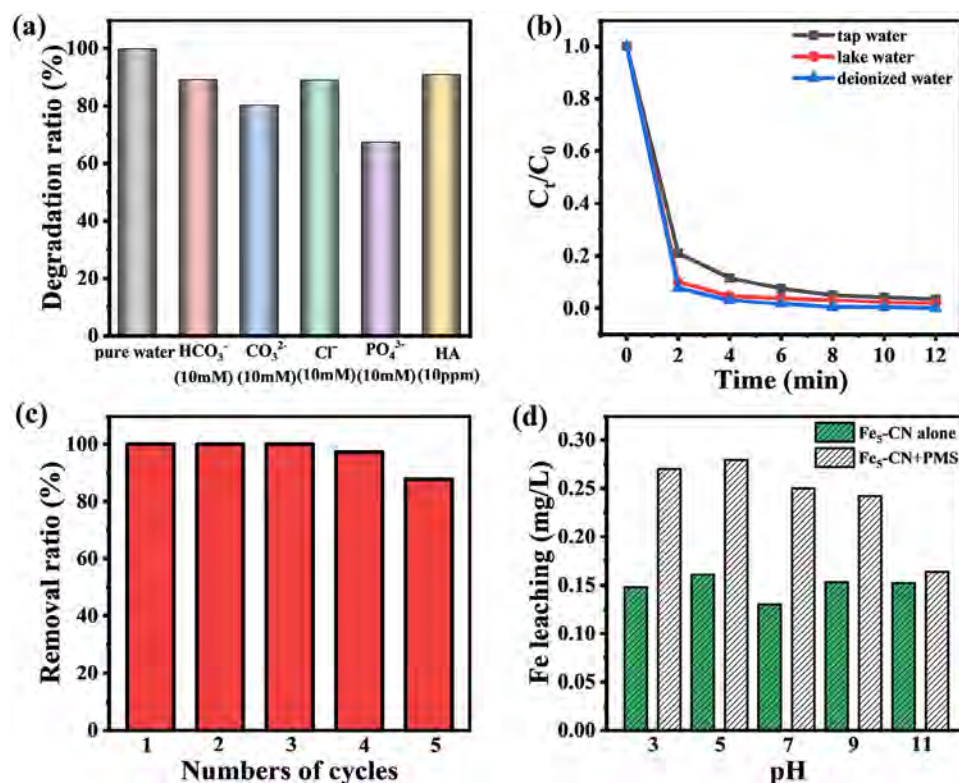 (a)
Degradation ratio (%)
100
80
60
40
20
0
pure water HCO₃⁻ CO₃²⁻ Cl⁻ PO₄³⁻ HA
(10mM) (10mM) (10mM) (10mM) (10ppm)
(b)
tap water
lake water
deionized water
Cₜ/C₀
1.0
0.8
0.6
0.4
0.2
0.0
0 2 4 6 8 10 12
Time (min)
(c)
Removal ratio (%)
100
80
60
40
20
0
1 2 3 4 5
Numbers of cycles
(d)
Fe₅-CN alone
Fe₅-CN+PMS
Fe leaching (mg/L)
0.30
0.25
0.20
0.15
0.10
0.05
0.00
3 5 7 9 11
pH